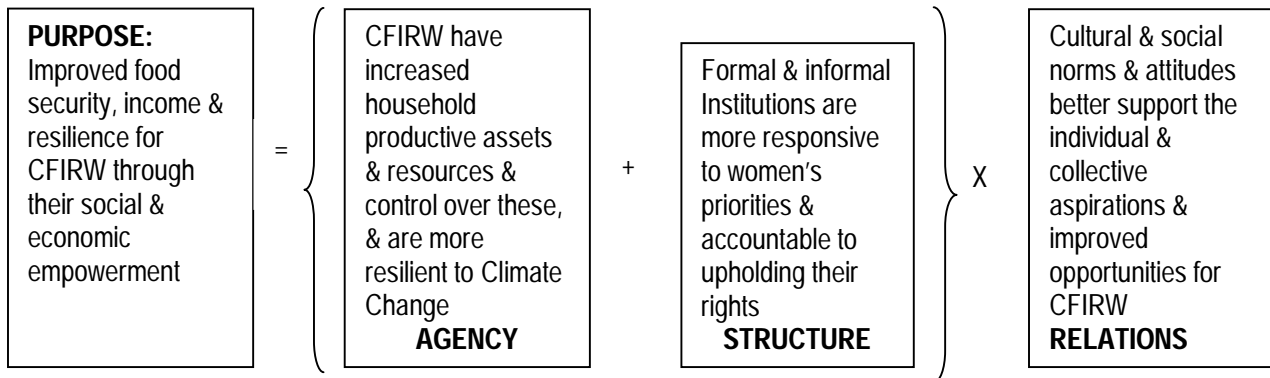 PURPOSE:
Improved food
security, income &
resilience for
CFIRW through
their social &
economic
empowerment
=
CFIRW have
increased
household
productive assets
& resources &
control over these,
& are more
resilient to Climate
Change
AGENCY
+
Formal & informal
Institutions are
more responsive
to women's
priorities &
accountable to
upholding their
rights
STRUCTURE
X
Cultural & social
norms & attitudes
better support the
individual &
collective
aspirations &
improved
opportunities for
CFIRW
RELATIONS